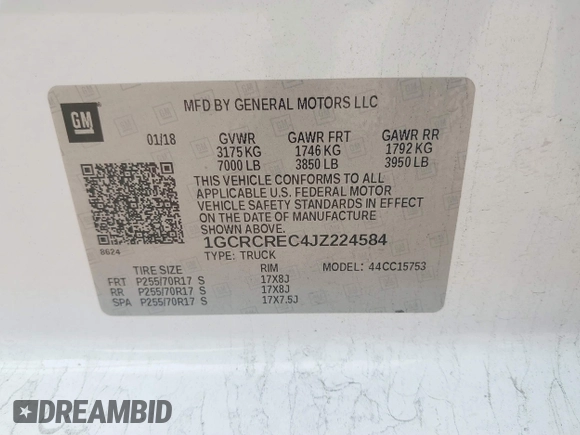 GM
MFD BY GENERAL MOTORS LLC
01/18 GVWR GAWR FRT GAWR RR
3175 KG 1746 KG 1792 KG
7000 LB 3850 LB 3950 LB
THIS VEHICLE CONFORMS TO ALL
APPLICABLE U.S. FEDERAL MOTOR
VEHICLE SAFETY STANDARDS IN EFFECT
ON THE DATE OF MANUFACTURE
SHOWN ABOVE.
8624
1GCRCREC4JZ224584
TYPE: TRUCK MODEL: 44CC15753
TIRE SIZE RIM
FRT P255/70R17 S 17X8J
RR P255/70R17 S 17X8J
SPA P255/70R17 S 17X7.5J
DREAMBID